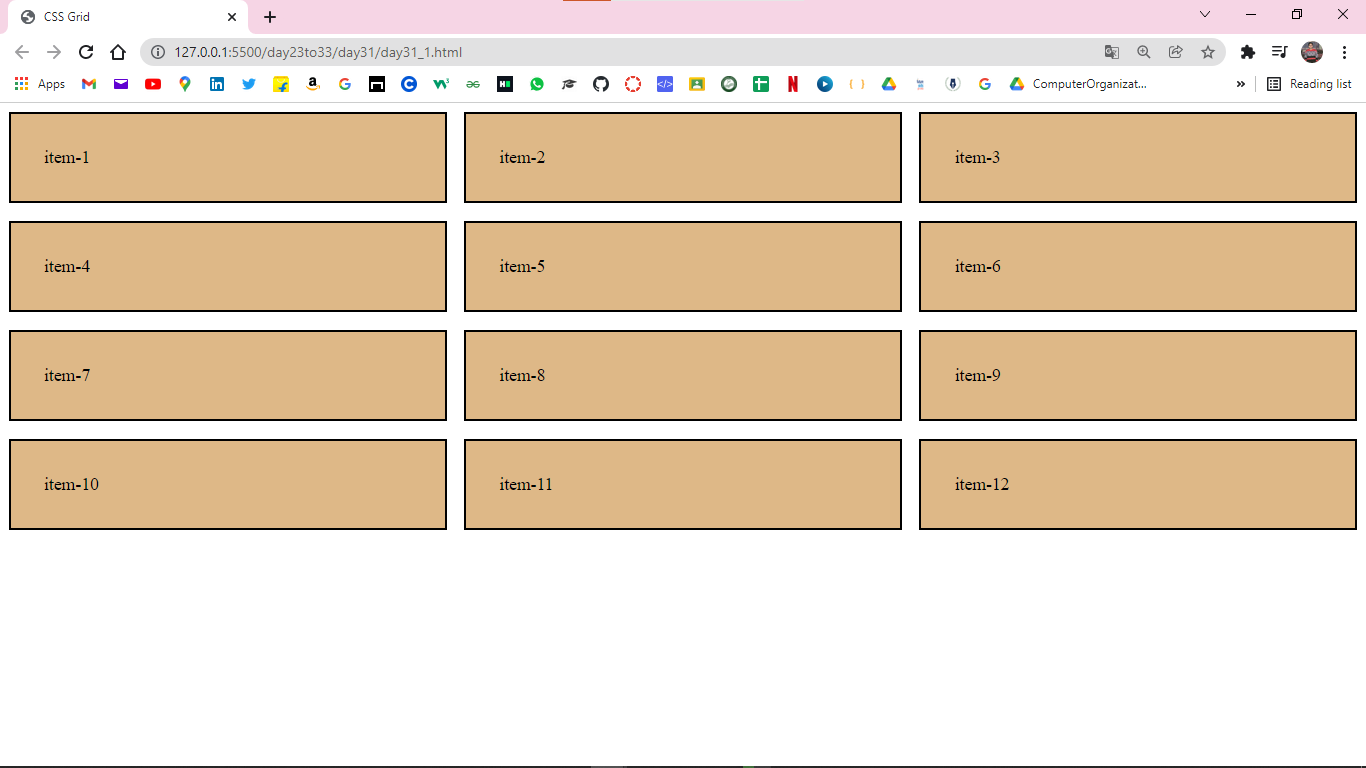 CSS Grid
127.0.0.1:5500/day23to33/day31/day31_1.html
Apps
ComputerOrganizat...
Reading list
item-1 item-2 item-3
item-4 item-5 item-6
item-7 item-8 item-9
item-10 item-11 item-12